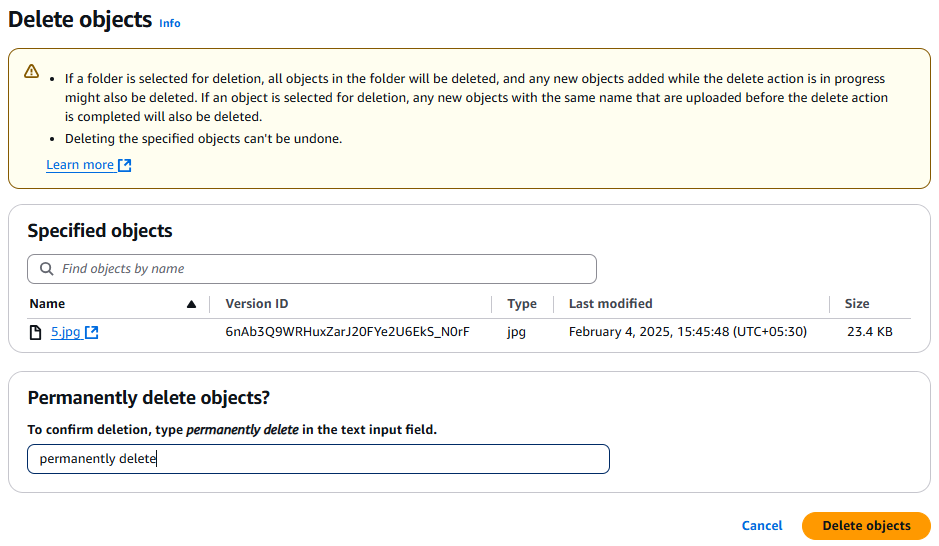 Delete objects Info
• If a folder is selected for deletion, all objects in the folder will be deleted, and any new objects added while the delete action is in progress
might also be deleted. If an object is selected for deletion, any new objects with the same name that are uploaded before the delete action
is completed will also be deleted.
• Deleting the specified objects can't be undone.
Learn more
Specified objects
Find objects by name
Name Version ID Type Last modified Size
5.jpg 6nAb3Q9WRHuxZarJ20FYe2U6EkS_N0rF jpg February 4, 2025, 15:45:48 (UTC+05:30) 23.4 KB
Permanently delete objects?
To confirm deletion, type permanently delete in the text input field.
permanently delete
Cancel Delete objects